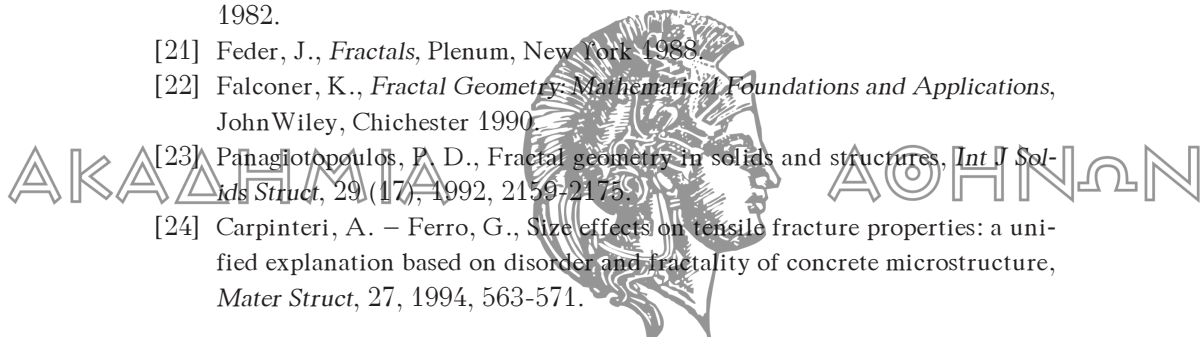 1982.
[21] Feder, J., Fractals, Plenum, New York 1988.
[22] Falconer, K., Fractal Geometry: Mathematical Foundations and Applications,
JohnWiley, Chichester 1990.
[23] Panagiotopoulos, P. D., Fractal geometry in solids and structures, Int J Sol-
ids Struct, 29 (17), 1992, 2159-2175.
ΑΚΑΔΗΜΙΑ ΑΘΗΝΩΝ
[24] Carpinteri, A. – Ferro, G., Size effects on tensile fracture properties: a uni-
fied explanation based on disorder and fractality of concrete microstructure,
Mater Struct, 27, 1994, 563-571.